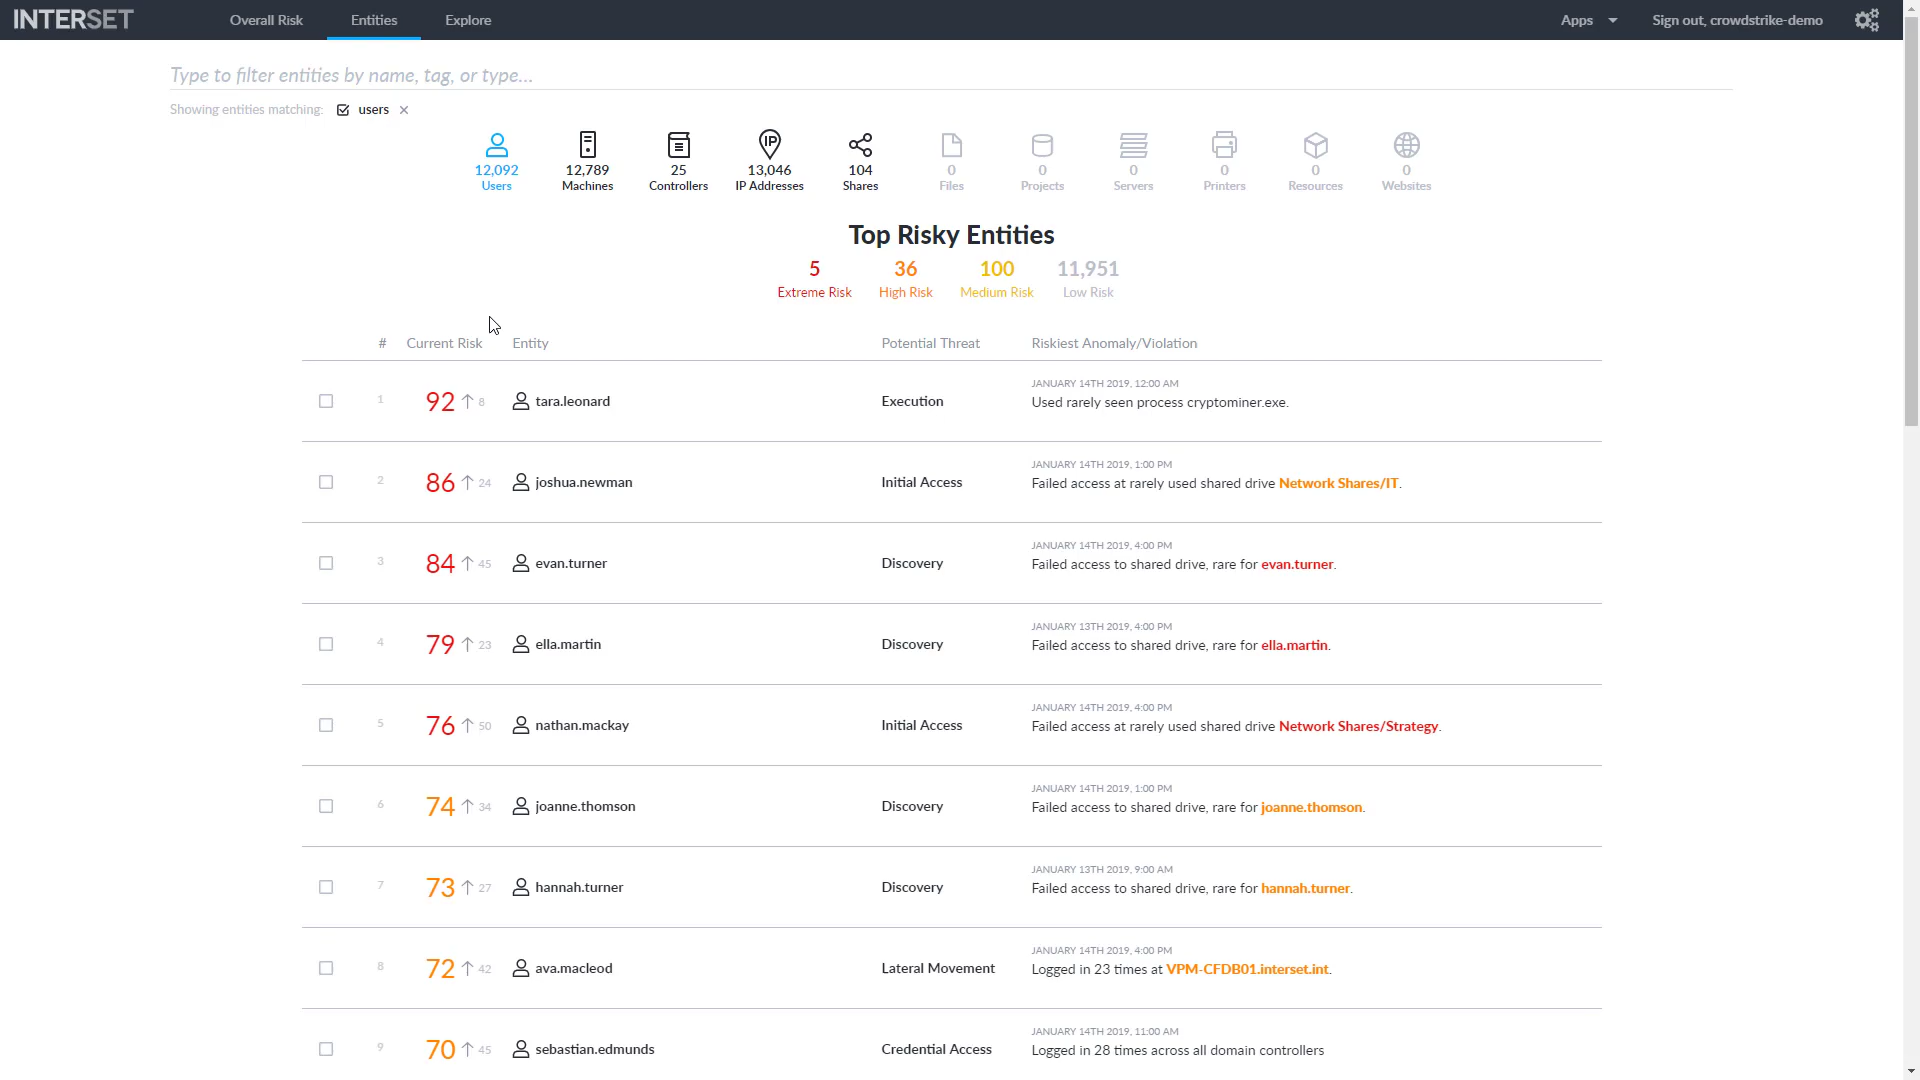 INTERSET Overall Risk Entities Explore Apps Sign out, crowdstrike-demo
Type to filter entities by name, tag, or type...
Showing entities matching: users ×
12,092 12,789 25 13,046 104 0 0 0 0 0 0
Users Machines Controllers IP Addresses Shares Files Projects Servers Printers Resources Websites
Top Risky Entities
5 36 100 11,951
Extreme Risk High Risk Medium Risk Low Risk
# Current Risk Entity Potential Threat Riskiest Anomaly/Violation
JANUARY 14TH 2019, 12:00 AM
1 92 ↑ 8 tara.leonard Execution Used rarely seen process cryptominer.exe.
JANUARY 14TH 2019, 1:00 PM
2 86 ↑ 24 joshua.newman Initial Access Failed access at rarely used shared drive Network Shares/IT.
JANUARY 14TH 2019, 4:00 PM
3 84 ↑ 45 evan.turner Discovery Failed access to shared drive, rare for evan.turner.
JANUARY 13TH 2019, 4:00 PM
4 79 ↑ 23 ella.martin Discovery Failed access to shared drive, rare for ella.martin.
JANUARY 14TH 2019, 4:00 PM
5 76 ↑ 50 nathan.mackay Initial Access Failed access at rarely used shared drive Network Shares/Strategy.
JANUARY 14TH 2019, 1:00 PM
6 74 ↑ 34 joanne.thomson Discovery Failed access to shared drive, rare for joanne.thomson.
JANUARY 13TH 2019, 9:00 AM
7 73 ↑ 27 hannah.turner Discovery Failed access to shared drive, rare for hannah.turner.
JANUARY 14TH 2019, 4:00 PM
8 72 ↑ 42 ava.macleod Lateral Movement Logged in 23 times at VPM-CFDB01.interset.int.
JANUARY 14TH 2019, 11:00 AM
9 70 ↑ 45 sebastian.edmunds Credential Access Logged in 28 times across all domain controllers